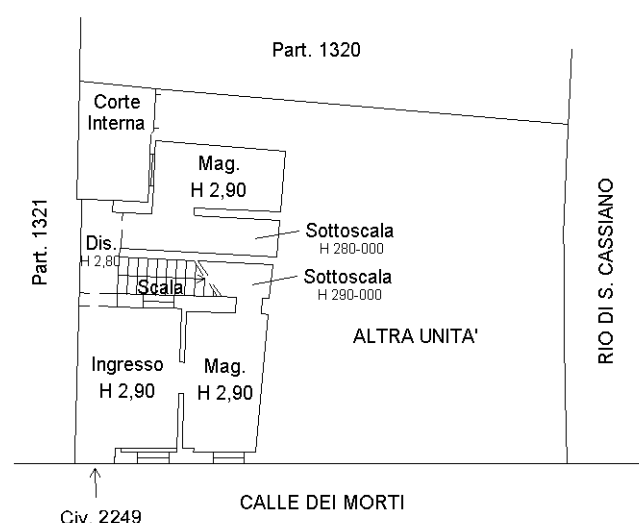 Part. 1320
Corte
Interna
Mag.
H 2,90
Part. 1321
Sottoscala
H 280-000
Dis.
H 2,80
Sottoscala
H 290-000
Scala
RIO DI S. CASSIANO
ALTRA UNITA'
Ingresso
H 2,90
Mag.
H 2,90
CALLE DEI MORTI
Civ. 2249